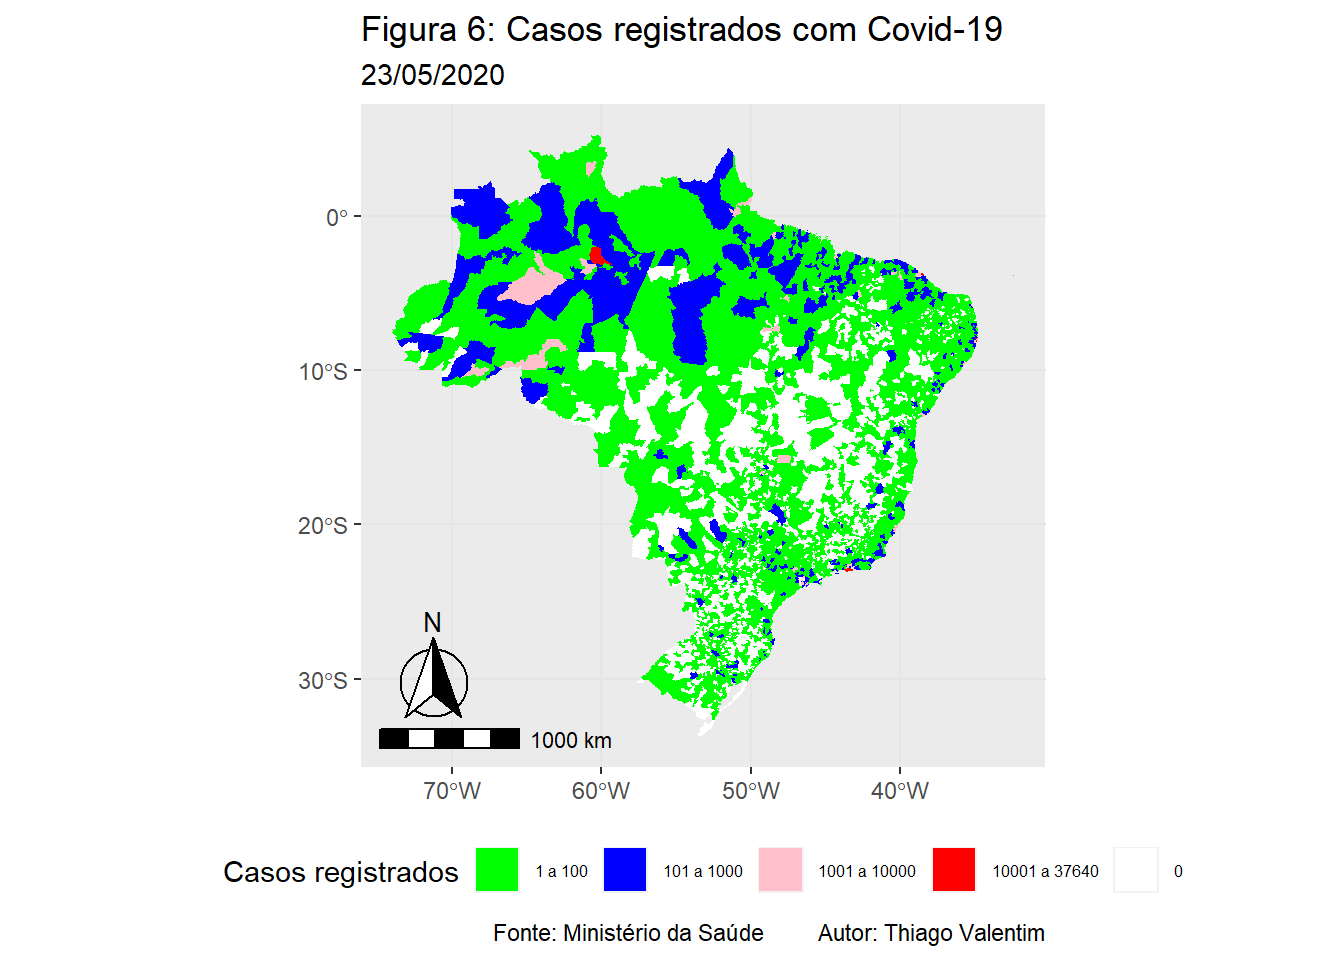 Figura 6: Casos registrados com Covid-19
23/05/2020
0°
10°S
20°S
30°S
N
1000 km
70°W 60°W 50°W 40°W
Casos registrados 1 a 100 101 a 1000 1001 a 10000 10001 a 37640 0
Fonte: Ministério da Saúde Autor: Thiago Valentim